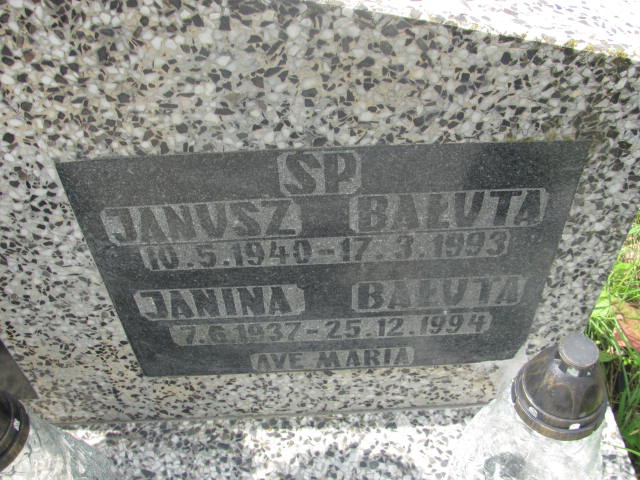 SP
JANUSZ BAŁUTA
10.5.1940-17.3.1993
JANINA BAŁUTA
7.6.1937-25.12.1994
AVE MARIA